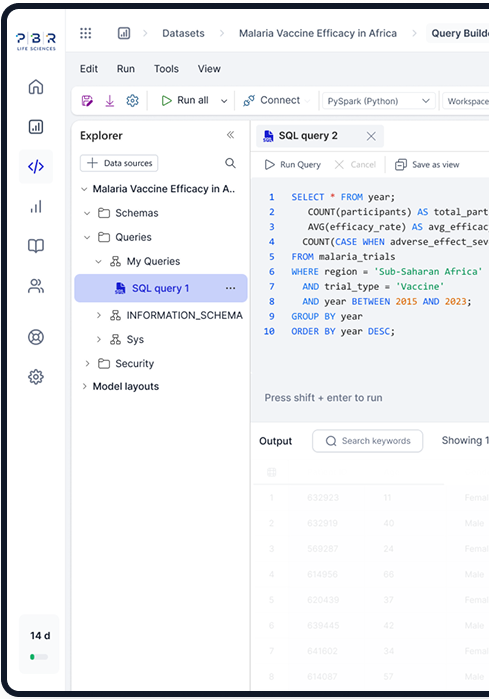 P|B|R
LIFE SCIENCES
Datasets
Malaria Vaccine Efficacy in Africa
Query Builde
Edit Run Tools View
Run all
Connect
PySpark (Python)
Workspace
Explorer
Data sources
Malaria Vaccine Efficacy in A..
Schemas
Queries
My Queries
SQL query 1 ...
INFORMATION_SCHEMA
Sys
Security
Model layouts
14 d
SQL query 2
Run Query
Cancel
Save as view
1 SELECT * FROM year;
2 COUNT(participants) AS total_part
3 AVG(efficacy_rate) AS avg_efficac
4 COUNT(CASE WHEN adverse_effect_sev
5 FROM malaria_trials
6 WHERE region = 'Sub-Saharan Africa'
7 AND trial_type = 'Vaccine'
8 AND year BETWEEN 2015 AND 2023;
9 GROUP BY year
10 ORDER BY year DESC;
Press shift + enter to run
Output
Search keywords
Showing 1
1 632923 11 Femal
2 632919 40 Male
3 569287 24 Femal
4 614956 66 Male
5 620439 37 Femal
6 639445 42 Male
7 641602 34 Femal
8 614087 57 Male